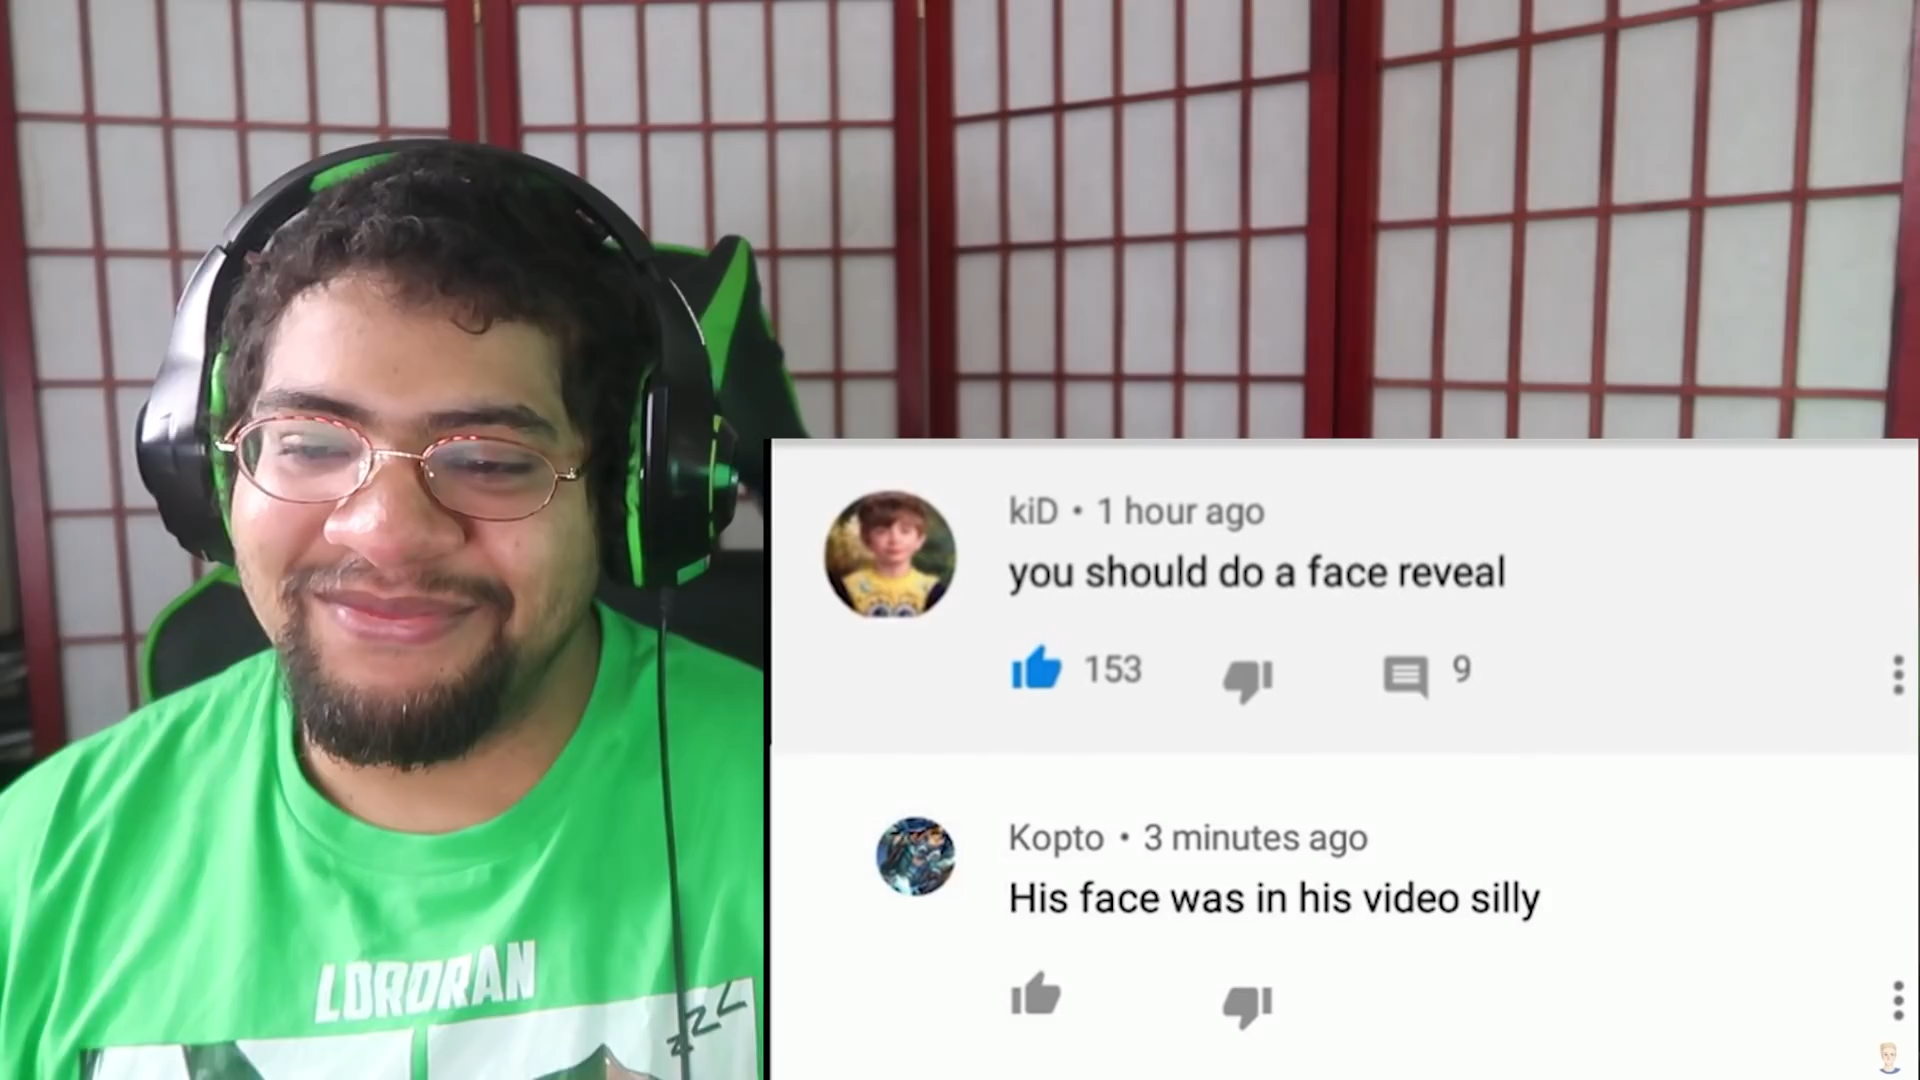 kiD • 1 hour ago
you should do a face reveal
153
9
Kopto • 3 minutes ago
His face was in his video silly
LORDRAN
zzz